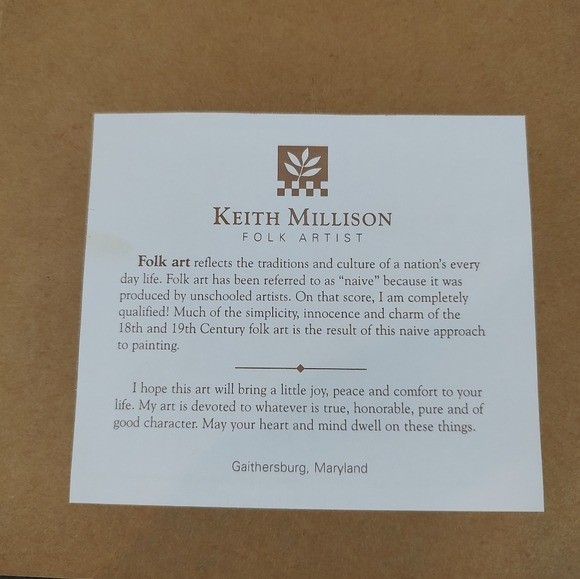 KEITH MILLISON
FOLK ARTIST
Folk art reflects the traditions and culture of a nation's every
day life. Folk art has been referred to as “naive” because it was
produced by unschooled artists. On that score, I am completely
qualified! Much of the simplicity, innocence and charm of the
18th and 19th Century folk art is the result of this naive approach
to painting.
I hope this art will bring a little joy, peace and comfort to your
life. My art is devoted to whatever is true, honorable, pure and of
good character. May your heart and mind dwell on these things.
Gaithersburg, Maryland